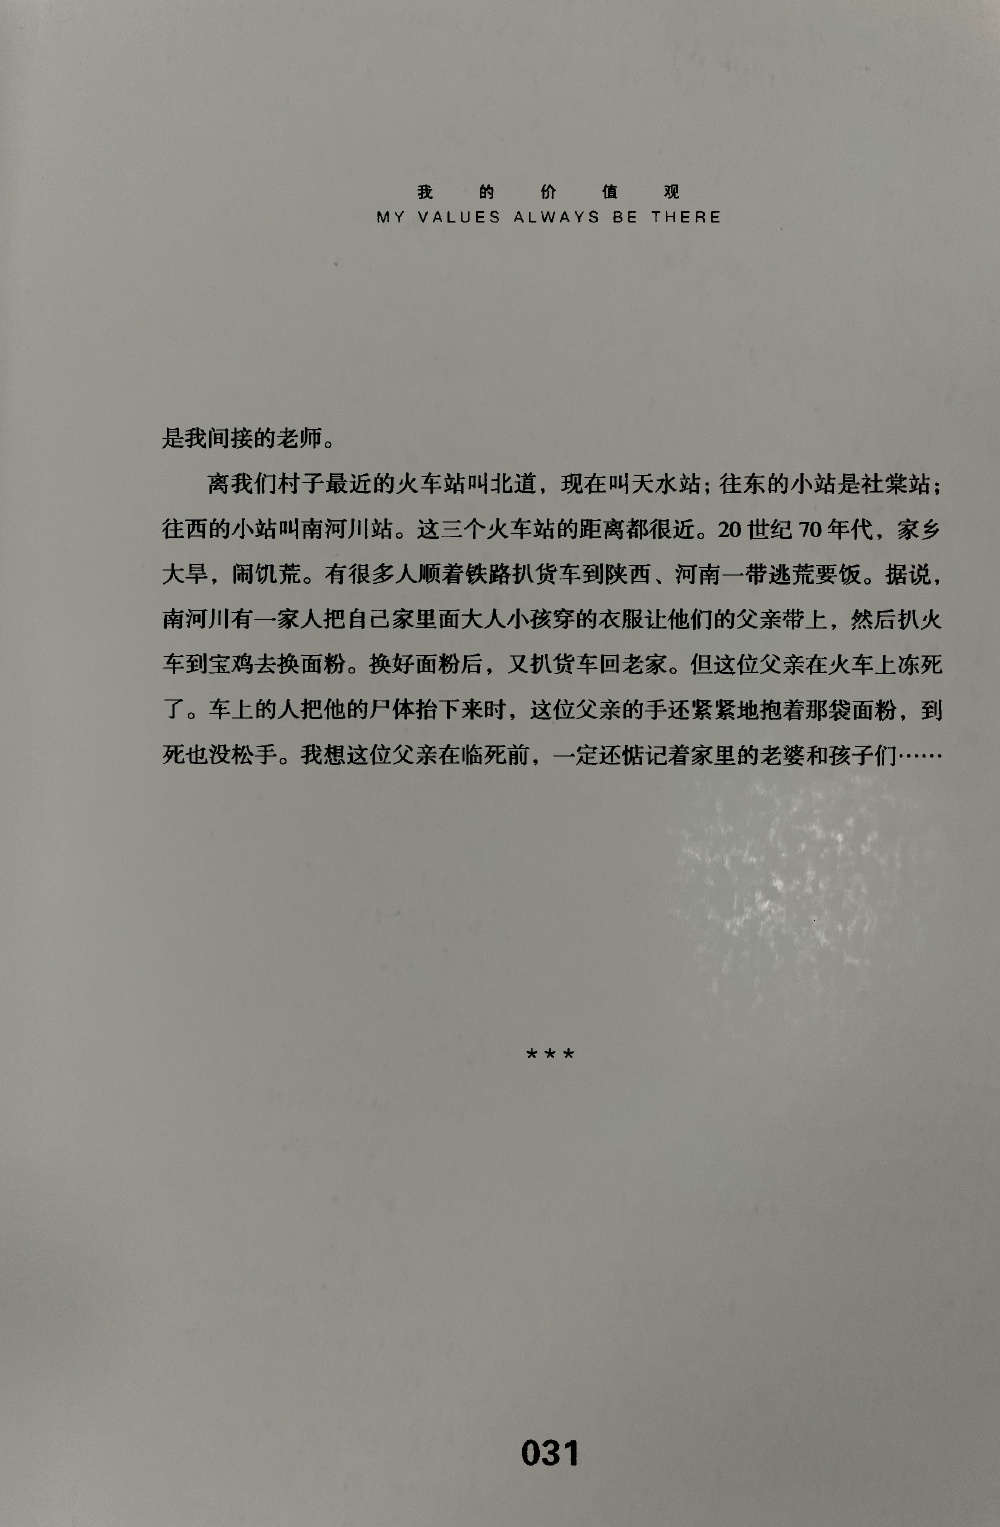 我的价值观
MY VALUES ALWAYS BE THERE
是我间接的老师。
离我们村子最近的火车站叫北道，现在叫天水站；往东的小站是社棠站；
往西的小站叫南河川站。这三个火车站的距离都很近。20 世纪 70 年代，家乡
大旱，闹饥荒。有很多人顺着铁路扒货车到陕西、河南一带逃荒要饭。据说，
南河川有一家人把自己家里面大人小孩穿的衣服让他们的父亲带上，然后扒火
车到宝鸡去换面粉。换好面粉后，又扒货车回老家。但这位父亲在火车上冻死
了。车上的人把他的尸体抬下来时，这位父亲的手还紧紧地抱着那袋面粉，到
死也没松手。我想这位父亲在临死前，一定还惦记着家里的老婆和孩子们……
***
031